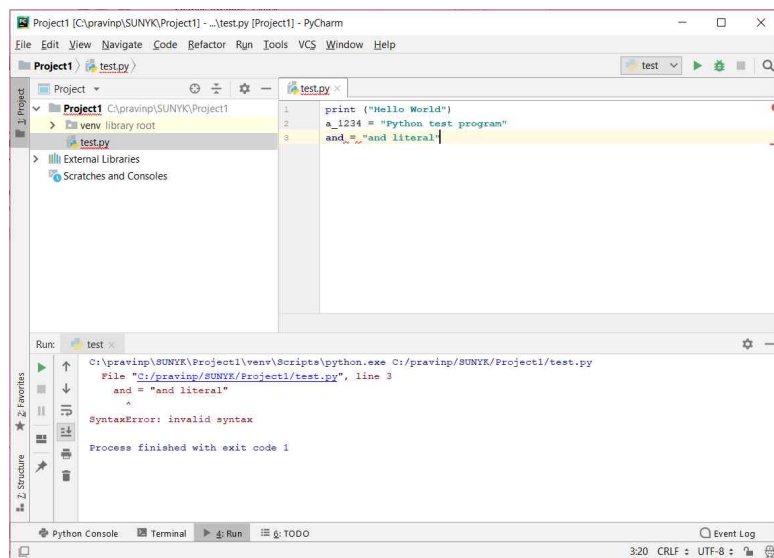 Project1 [C:\pravinp\SUNYK\Project1] - ...\test.py [Project1] - PyCharm
File Edit View Navigate Code Refactor Run Tools VCS Window Help
Project1 test.py test
1: Project
Project test.py
Project1 C:\pravinp\SUNYK\Project1
venv library root
test.py
External Libraries
Scratches and Consoles
1 print ("Hello World")
2 a_1234 = "Python test program"
3 and = "and literal"
Run: test
C:\pravinp\SUNYK\Project1\venv\Scripts\python.exe C:/pravinp/SUNYK/Project1/test.py
File "C:/pravinp/SUNYK/Project1/test.py", line 3
and = "and literal"
^
SyntaxError: invalid syntax
Process finished with exit code 1
2: Favorites
7: Structure
Python Console Terminal 4: Run 6: TODO Event Log
3:20 CRLF UTF-8